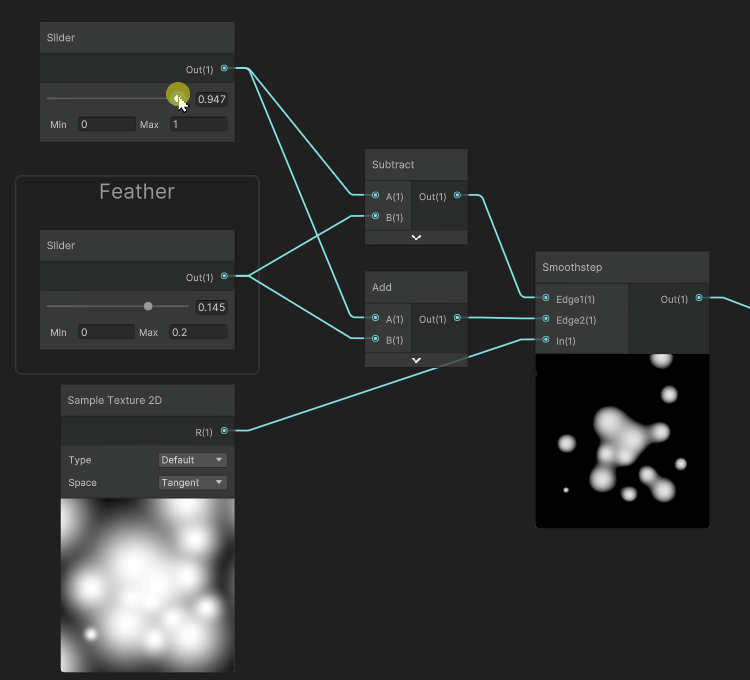 Slider
Out(1)
0.947
Min 0 Max 1
Feather
Slider
Out(1)
0.145
Min 0 Max 0.2
Subtract
A(1) Out(1)
B(1)
Add
A(1) Out(1)
B(1)
Smoothstep
Edge1(1) Out(1)
Edge2(1)
In(1)
Sample Texture 2D
R(1)
Type Default
Space Tangent